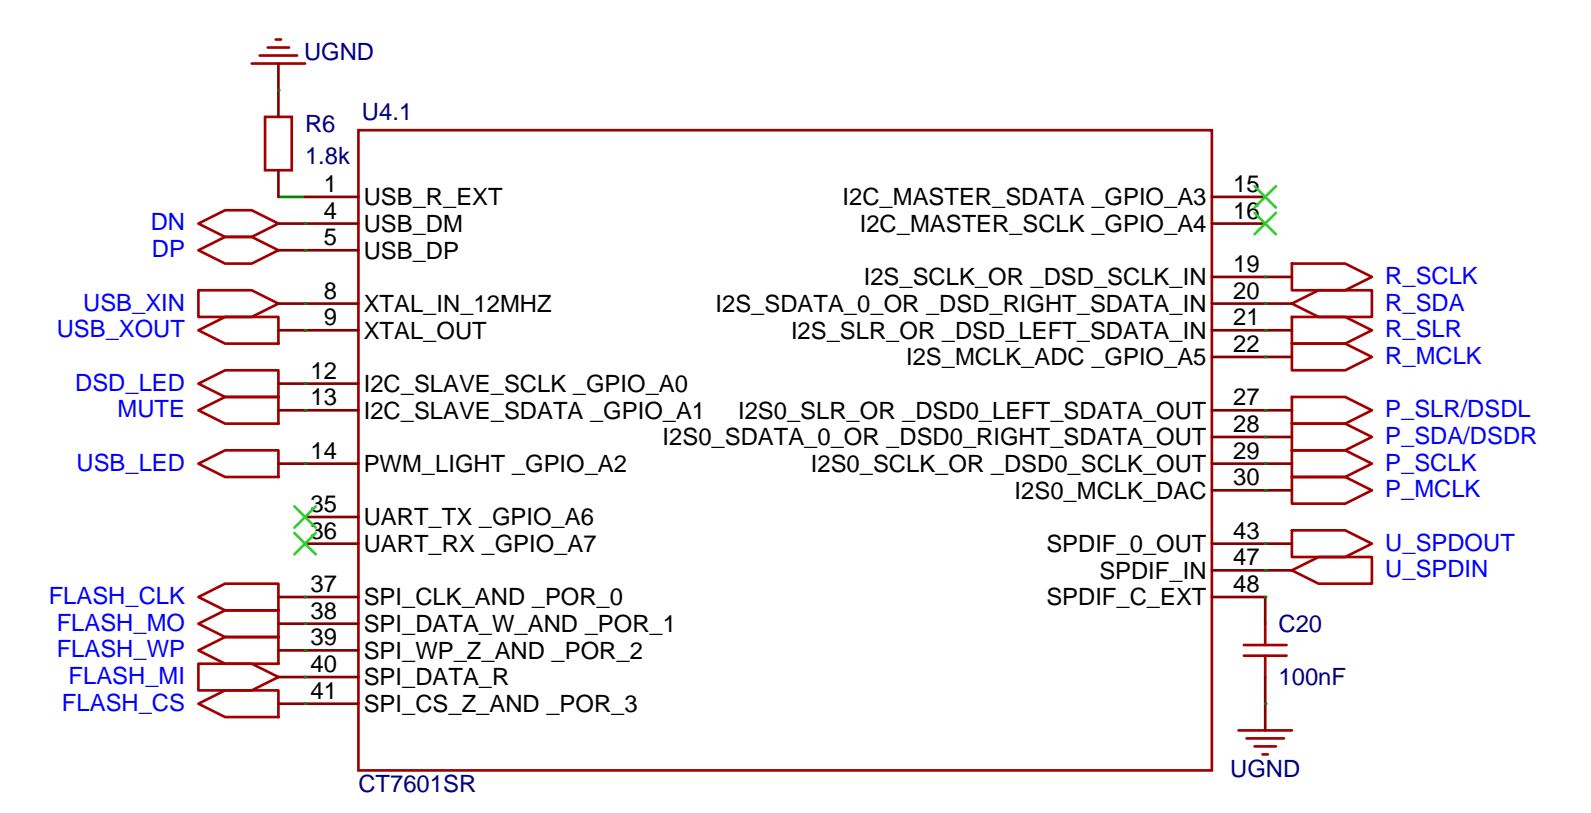 UGND
U4.1
R6
1.8k
1 USB_R_EXT
DN 4 USB_DM
DP 5 USB_DP
USB_XIN 8 XTAL_IN_12MHZ
USB_XOUT 9 XTAL_OUT
DSD_LED 12 I2C_SLAVE_SCLK _GPIO_A0
MUTE 13 I2C_SLAVE_SDATA _GPIO_A1
USB_LED 14 PWM_LIGHT _GPIO_A2
35 UART_TX _GPIO_A6
36 UART_RX _GPIO_A7
FLASH_CLK 37 SPI_CLK_AND _POR_0
FLASH_MO 38 SPI_DATA_W_AND _POR_1
FLASH_WP 39 SPI_WP_Z_AND _POR_2
FLASH_MI 40 SPI_DATA_R
FLASH_CS 41 SPI_CS_Z_AND _POR_3
I2C_MASTER_SDATA _GPIO_A3 15
I2C_MASTER_SCLK _GPIO_A4 16
I2S_SCLK_OR _DSD_SCLK_IN 19 R_SCLK
I2S_SDATA_0_OR _DSD_RIGHT_SDATA_IN 20 R_SDA
I2S_SLR_OR _DSD_LEFT_SDATA_IN 21 R_SLR
I2S_MCLK_ADC _GPIO_A5 22 R_MCLK
I2S0_SLR_OR _DSD0_LEFT_SDATA_OUT 27 P_SLR/DSDL
I2S0_SDATA_0_OR _DSD0_RIGHT_SDATA_OUT 28 P_SDA/DSDR
I2S0_SCLK_OR _DSD0_SCLK_OUT 29 P_SCLK
I2S0_MCLK_DAC 30 P_MCLK
SPDIF_0_OUT 43 U_SPDOUT
SPDIF_IN 47 U_SPDIN
SPDIF_C_EXT 48
C20
100nF
UGND
CT7601SR